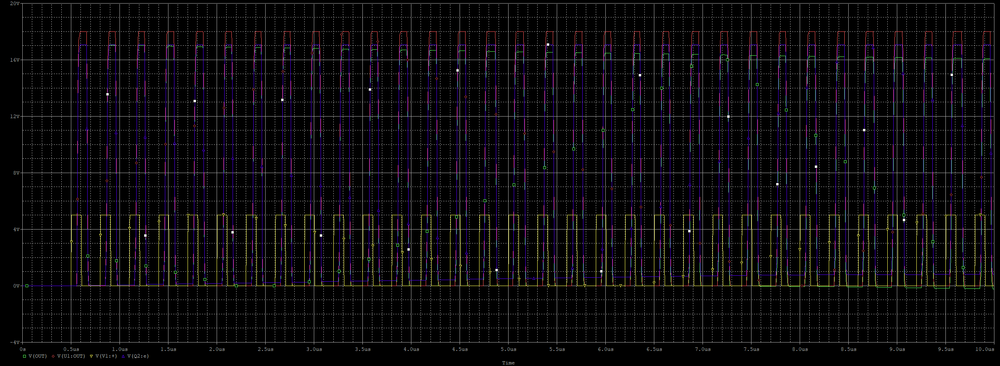 20V
16V
12V
8V
4V
0V
-4V
0s 0.5us 1.0us 1.5us 2.0us 2.5us 3.0us 3.5us 4.0us 4.5us 5.0us 5.5us 6.0us 6.5us 7.0us 7.5us 8.0us 8.5us 9.0us 9.5us 10.0us
V(OUT) V(U1:OUT) V(V1:+) V(Q2:e)
Time